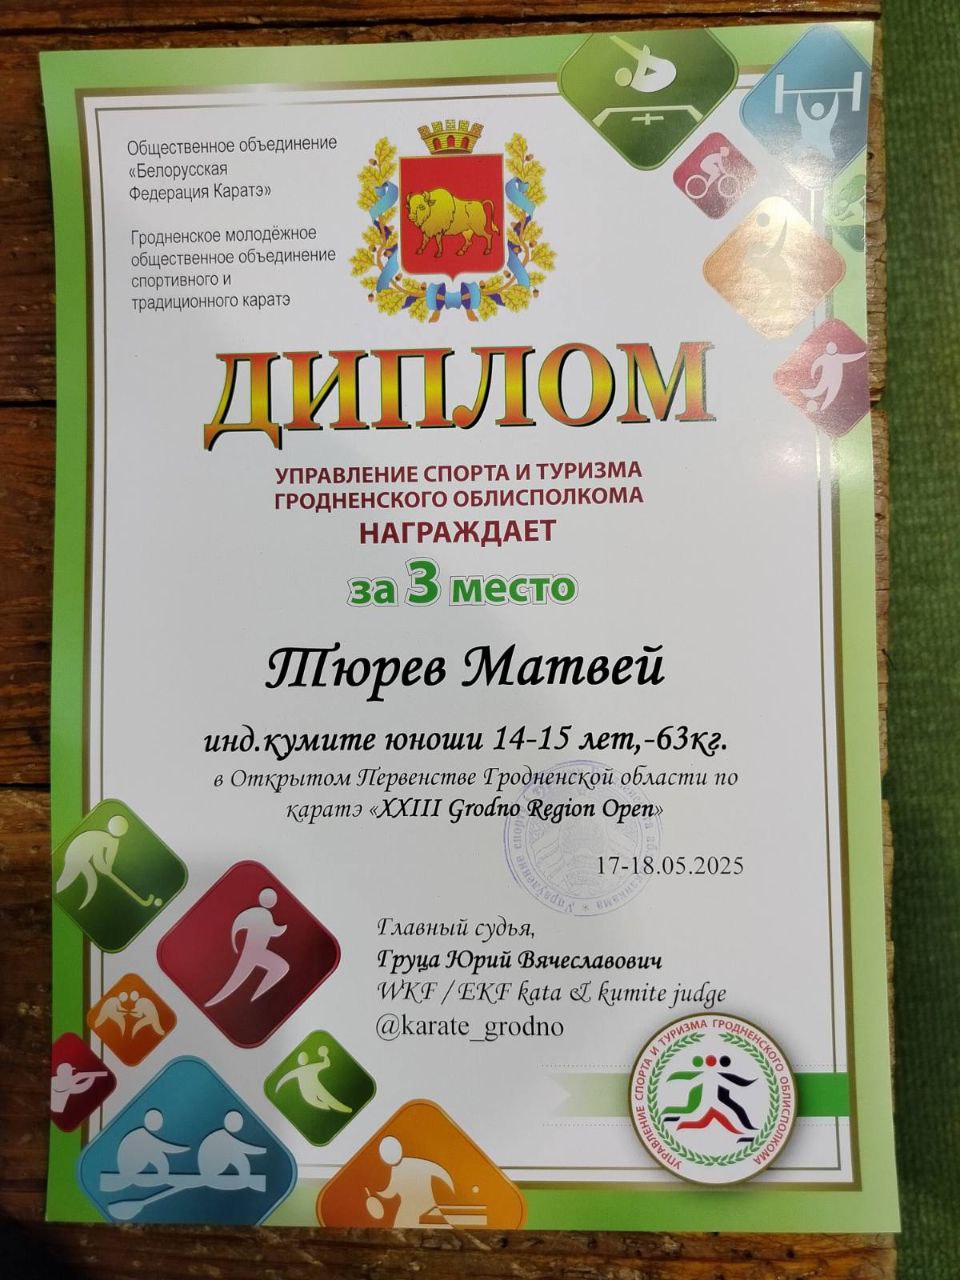 Общественное объединение
«Белорусская
Федерация Каратэ»
Гродненское молодёжное
общественное объединение
спортивного и
традиционного каратэ
ДИПЛОМ
УПРАВЛЕНИЕ СПОРТА И ТУРИЗМА
ГРОДНЕНСКОГО ОБЛИСПОЛКОМА
НАГРАЖДАЕТ
за 3 место
Тюрев Матвей
инд.кумите юноши 14-15 лет,-63кг.
в Открытом Первенстве Гродненской области по
каратэ «XXIII Grodno Region Open»
17-18.05.2025
Главный судья,
Груца Юрий Вячеславович
WKF / EKF kata & kumite judge
@karate_grodno
УПРАВЛЕНИЕ СПОРТА И ТУРИЗМА ГРОДНЕНСКОГО ОБЛИСПОЛКОМА